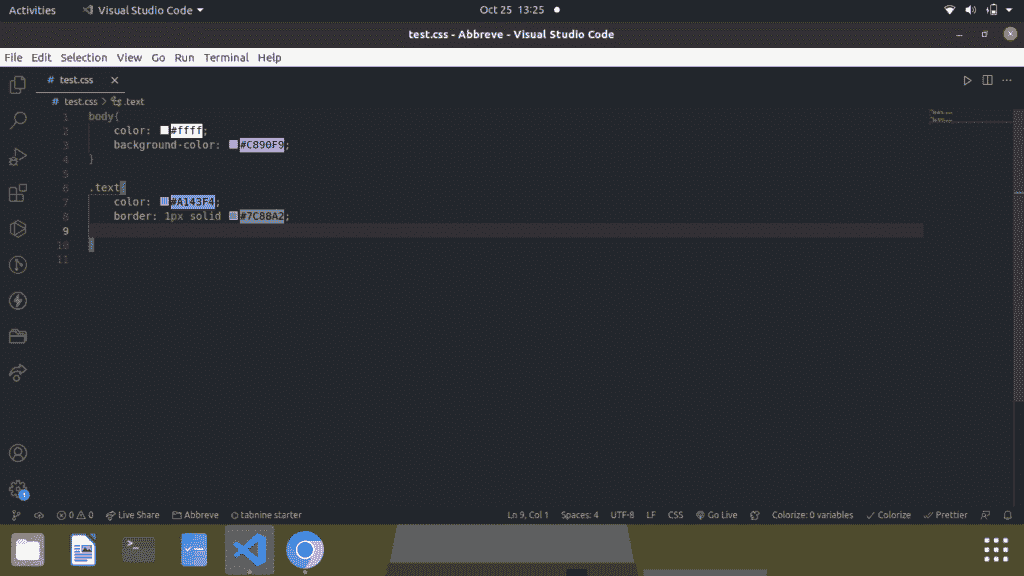 Activities Visual Studio Code Oct 25 13:25
test.css - Abbreve - Visual Studio Code
File Edit Selection View Go Run Terminal Help
# test.css
# test.css > .text
1 body{
2 color: #ffff;
3 background-color: #C890F9;
4 }
5
6 .text{
7 color: #A143F4;
8 border: 1px solid #7C88A2;
9
10 }
11
1
0 0 Live Share Abbreve tabnine starter Ln 9, Col 1 Spaces: 4 UTF-8 LF CSS Go Live Colorize: 0 variables Colorize Prettier